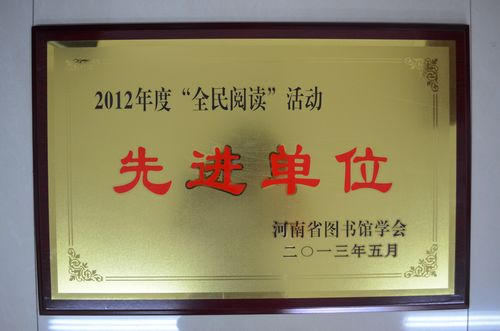 2012年度“全民阅读”活动
先进单位
河南省图书馆学会
二〇一三年五月